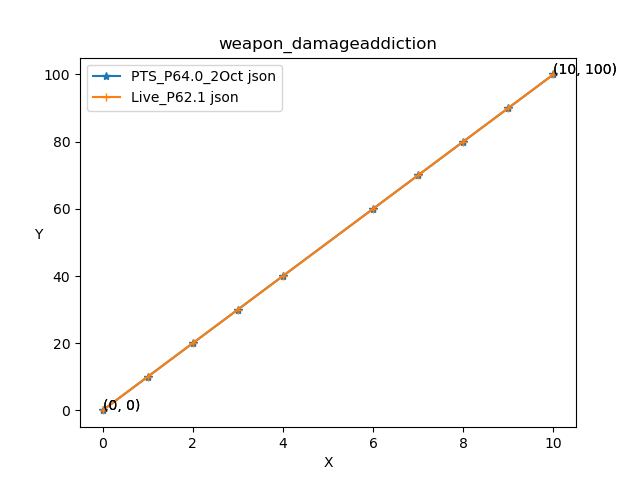 weapon_damageaddiction
PTS_P64.0_2Oct json
Live_P62.1 json
(10, 100)
(0, 0)
100
80
60
40
20
0
Y
0 2 4 6 8 10
X